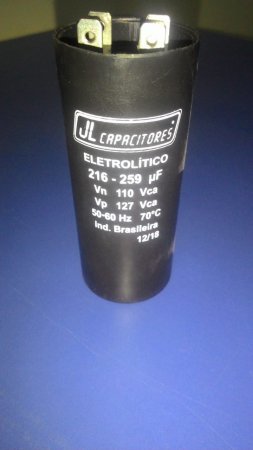 JL CAPACITORES
ELETROLÍTICO
216 - 259 µF
Vn 110 Vca
Vp 127 Vca
50-60 Hz 70°C
Ind. Brasileira
12/18